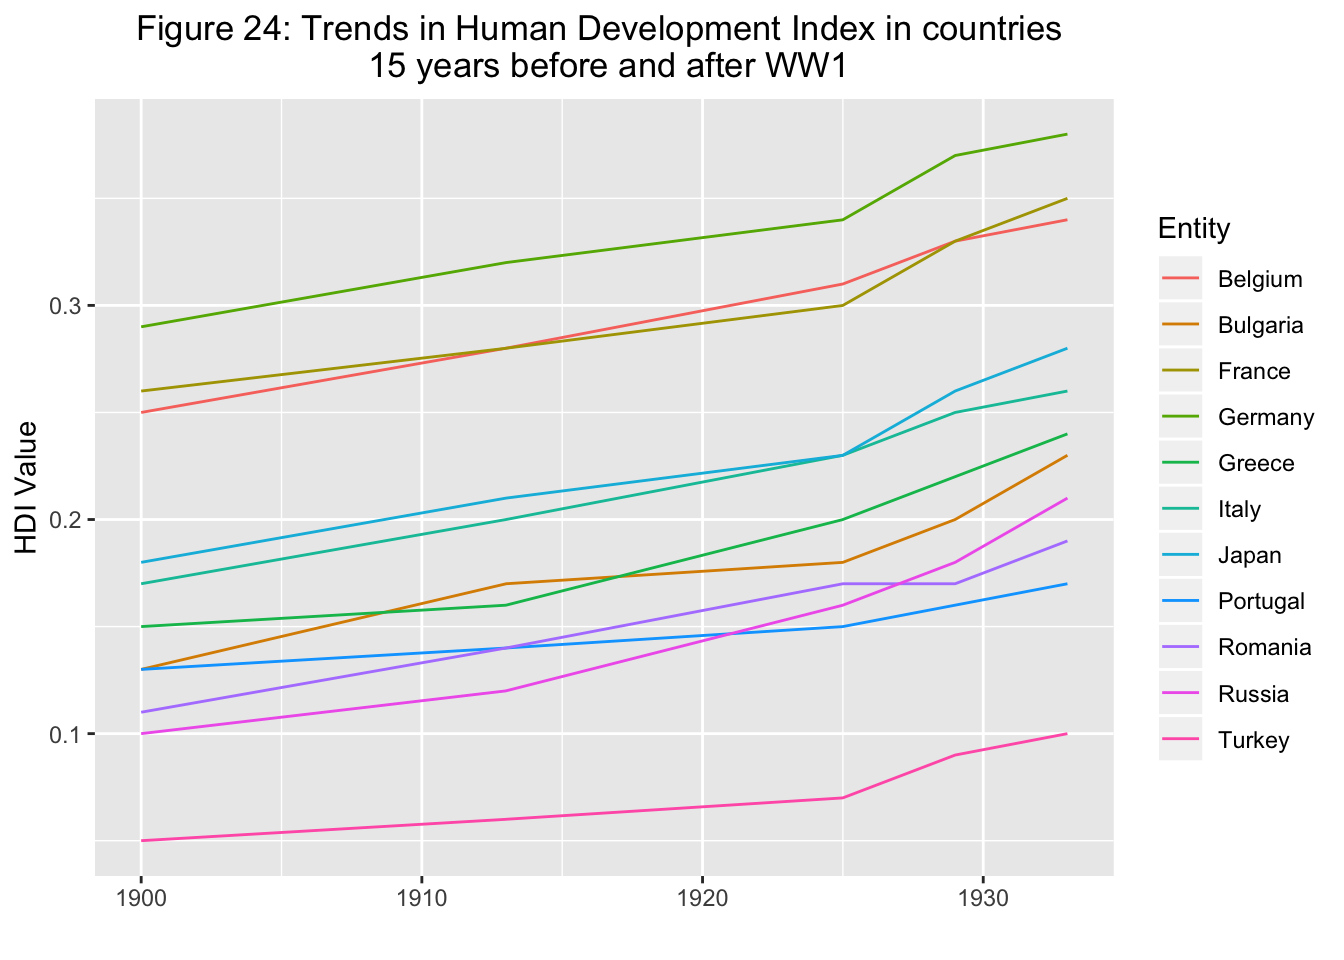 Figure 24: Trends in Human Development Index in countries
15 years before and after WW1
HDI Value
0.3
0.2
0.1
1900
1910
1920
1930
Entity
Belgium
Bulgaria
France
Germany
Greece
Italy
Japan
Portugal
Romania
Russia
Turkey